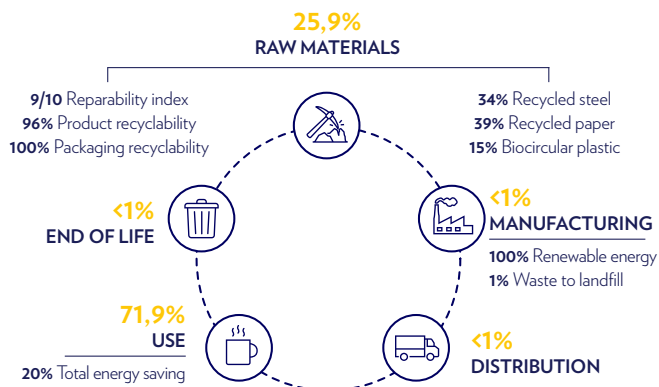 25,9%
RAW MATERIALS
9/10 Reparability index
96% Product recyclability
100% Packaging recyclability
34% Recycled steel
39% Recycled paper
15% Biocircular plastic
<1%
END OF LIFE
<1%
MANUFACTURING
100% Renewable energy
1% Waste to landfill
71,9%
USE
20% Total energy saving
<1%
DISTRIBUTION